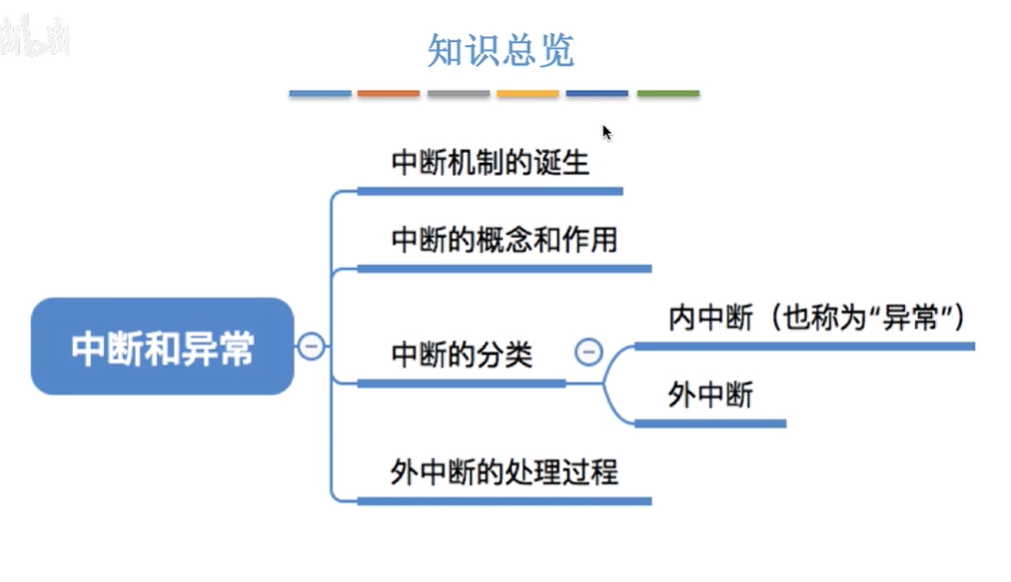 知识总览
中断机制的诞生
中断的概念和作用
内中断（也称为“异常”）
中断和异常
中断的分类
外中断
外中断的处理过程